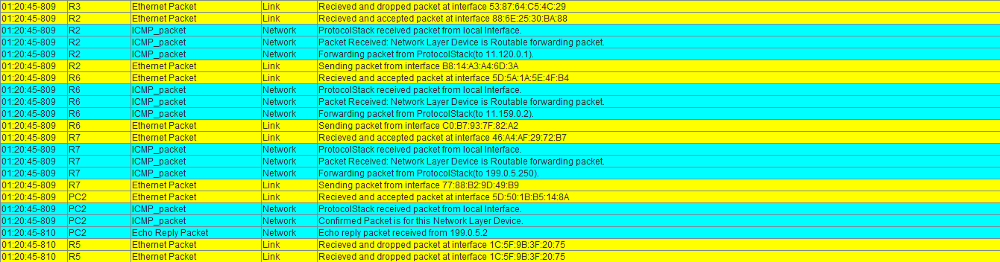 01:20:45-809 R3 Ethernet Packet Link Recieved and dropped packet at interface 53:87:64:C5:4C:29
01:20:45-809 R2 Ethernet Packet Link Recieved and accepted packet at interface 88:6E:25:30:BA:88
01:20:45-809 R2 ICMP_packet Network ProtocolStack received packet from local Interface.
01:20:45-809 R2 ICMP_packet Network Packet Received: Network Layer Device is Routable forwarding packet.
01:20:45-809 R2 ICMP_packet Network Forwarding packet from ProtocolStack(to 11.120.0.1).
01:20:45-809 R2 Ethernet Packet Link Sending packet from interface B8:14:A3:A4:6D:3A
01:20:45-809 R6 Ethernet Packet Link Recieved and accepted packet at interface 5D:5A:1A:5E:4F:B4
01:20:45-809 R6 ICMP_packet Network ProtocolStack received packet from local Interface.
01:20:45-809 R6 ICMP_packet Network Packet Received: Network Layer Device is Routable forwarding packet.
01:20:45-809 R6 ICMP_packet Network Forwarding packet from ProtocolStack(to 11.159.0.2).
01:20:45-809 R6 Ethernet Packet Link Sending packet from interface C0:B7:93:7F:82:A2
01:20:45-809 R7 Ethernet Packet Link Recieved and accepted packet at interface 46:A4:AF:29:72:B7
01:20:45-809 R7 ICMP_packet Network ProtocolStack received packet from local Interface.
01:20:45-809 R7 ICMP_packet Network Packet Received: Network Layer Device is Routable forwarding packet.
01:20:45-809 R7 ICMP_packet Network Forwarding packet from ProtocolStack(to 199.0.5.250).
01:20:45-809 R7 Ethernet Packet Link Sending packet from interface 77:88:B2:9D:49:B9
01:20:45-809 PC2 Ethernet Packet Link Recieved and accepted packet at interface 5D:50:1B:B5:14:8A
01:20:45-809 PC2 ICMP_packet Network ProtocolStack received packet from local Interface.
01:20:45-809 PC2 ICMP_packet Network Confirmed Packet is for this Network Layer Device.
01:20:45-810 PC2 Echo Reply Packet Network Echo reply packet received from 199.0.5.2
01:20:45-810 R5 Ethernet Packet Link Recieved and dropped packet at interface 1C:5F:9B:3F:20:75
01:20:45-810 R5 Ethernet Packet Link Recieved and dropped packet at interface 1C:5F:9B:3F:20:75